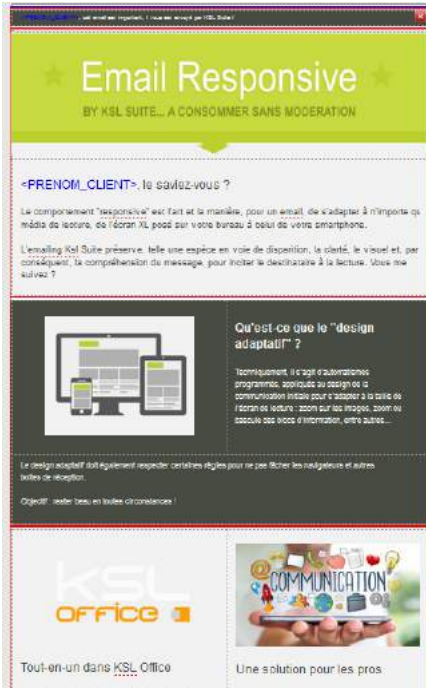 <PRENOM_CLIENT>, cet email est important, il vous est envoyé par KSL Suite !
Email Responsive
BY KSL SUITE... A CONSOMMER SANS MODERATION
<PRENOM_CLIENT>, le saviez-vous ?
Le comportement "responsive" est l'art et la manière, pour un email, de s'adapter à n'importe qu
média de lecture, de l'écran XL posé sur votre bureau à celui de votre smartphone.
L'emailing Ksl Suite préserve, telle une espèce en voie de disparition, la clarté, le visuel et, par
conséquent, la compréhension du message, pour inciter le destinataire à la lecture. Vous me
suivez ?
Qu'est-ce que le "design
adaptatif" ?
Techniquement, il s'agit d'automatismes
programmés, appliqués au design de la
communication initiale pour s'adapter à la taille de
l'écran de lecture : zoom sur les images, zoom ou
bascule des blocs d'information, entre autres...
Le design adaptatif doit également respecter certaines règles pour ne pas fâcher les navigateurs et autres
boîtes de réception.
Objectif : rester beau en toutes circonstances !
KSL
OFFICE
COMMUNICATION
Tout-en-un dans KSL Office
Une solution pour les pros